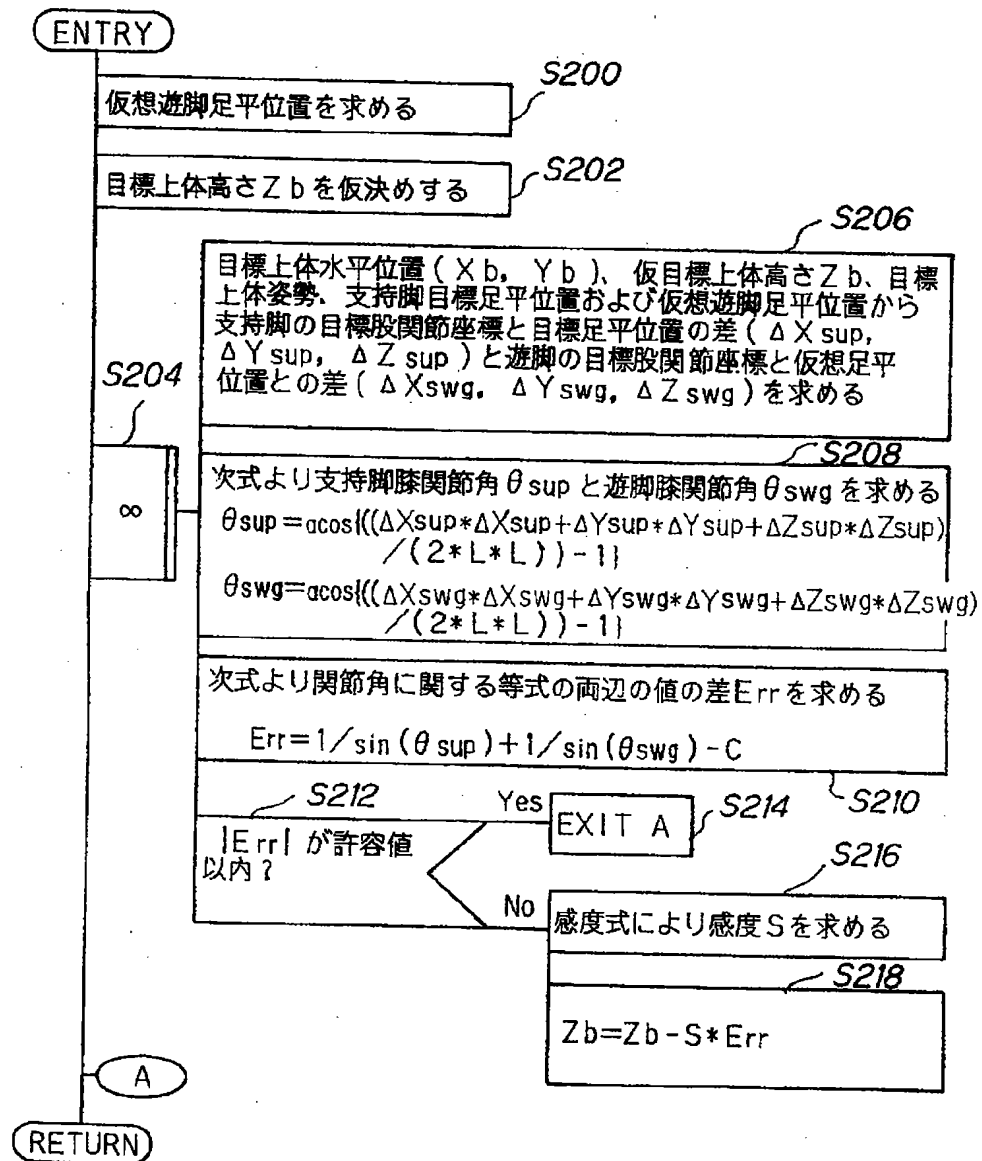 ENTRY
S200
仮想遊脚足平位置を求める
S202
目標上体高さZbを仮決めする
S206
目標上体水平位置(Xb, Yb)、仮目標上体高さZb、目標
上体姿勢、支持脚目標足平位置および仮想遊脚足平位置から
支持脚の目標股関節座標と目標足平位置の差(ΔXsup,
ΔYsup, ΔZsup)と遊脚の目標股関節座標と仮想足平
位置との差(ΔXswg, ΔYswg, ΔZswg)を求める
S204
∞
S208
次式より支持脚膝関節角θsupと遊脚膝関節角θswgを求める
θsup=acos{((ΔXsup*ΔXsup+ΔYsup*ΔYsup+ΔZsup*ΔZsup)
/(2*L*L))-1}
θswg=acos{((ΔXswg*ΔXswg+ΔYswg*ΔYswg+ΔZswg*ΔZswg)
/(2*L*L))-1}
次式より関節角に関する等式の両辺の値の差Errを求める
Err=1/sin(θsup)+1/sin(θswg)-C
S210
S212
|Err|が許容値
以内?
Yes
EXIT A
S214
No
S216
感度式により感度Sを求める
S218
Zb=Zb-S*Err
A
RETURN